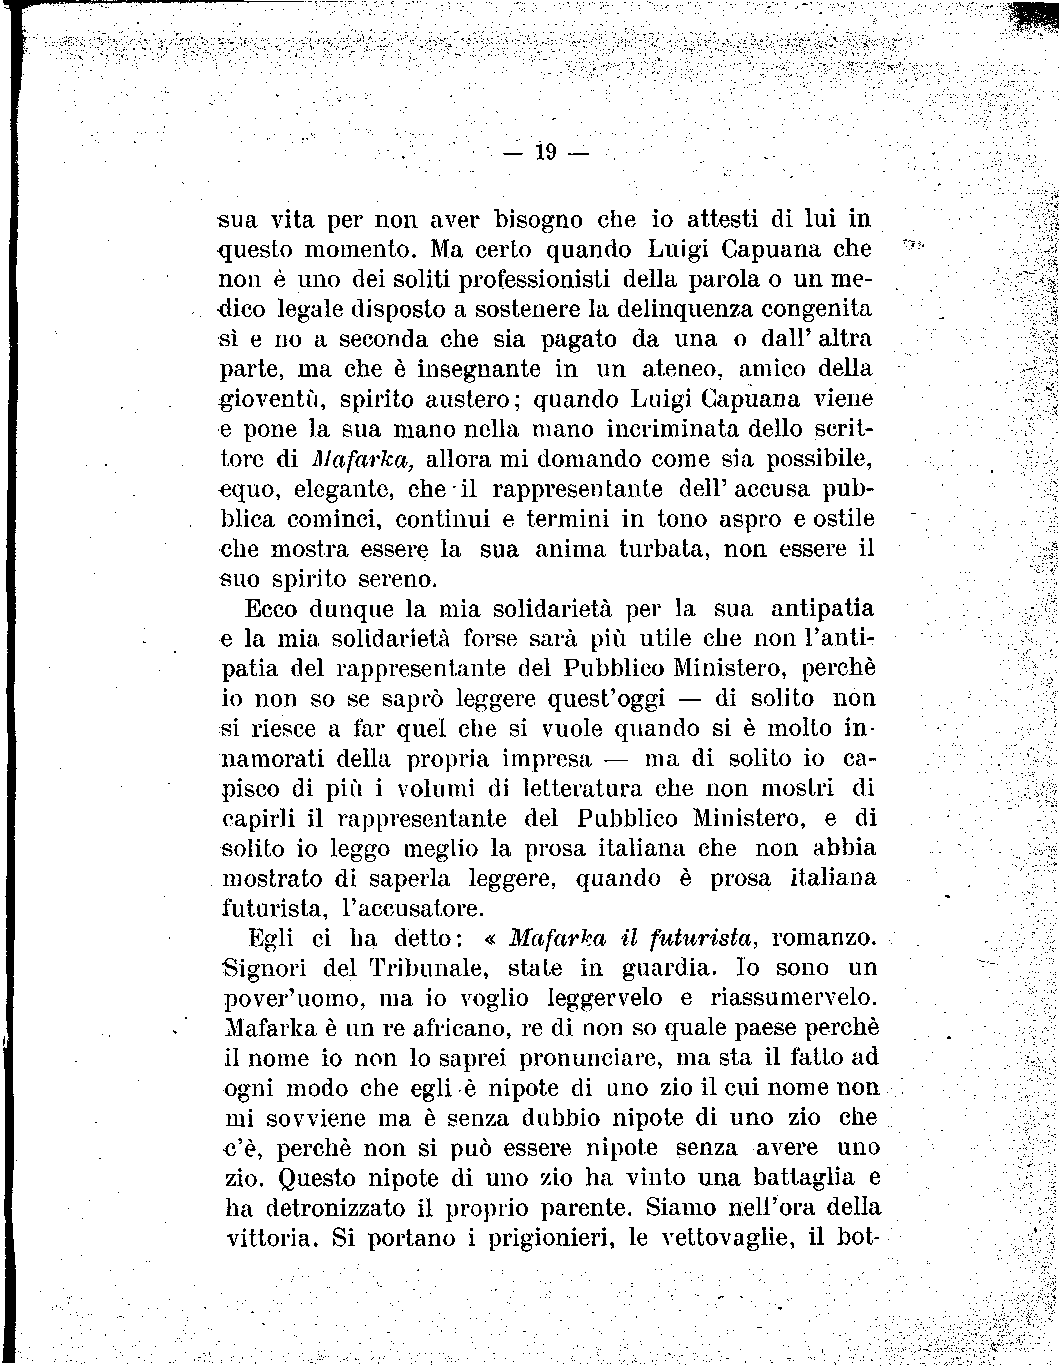 — 19 —
sua vita per non aver bisogno che io attesti di lui in
questo momento. Ma certo quando Luigi Capuana che
non è uno dei soliti professionisti della parola o un me-
dico legale disposto a sostenere la delinquenza congenita
sì e no a seconda che sia pagato da una o dall' altra
parte, ma che è insegnante in un ateneo, amico della
gioventù, spirito austero; quando Luigi Capuana viene
e pone la sua mano nella mano incriminata dello scrit-
tore di Mafarka, allora mi domando come sia possibile,
equo, elegante, che il rappresentante dell' accusa pub-
blica cominci, continui e termini in tono aspro e ostile
che mostra essere la sua anima turbata, non essere il
suo spirito sereno.
Ecco dunque la mia solidarietà per la sua antipatia
e la mia solidarietà forse sarà più utile che non l'anti-
patia del rappresentante del Pubblico Ministero, perchè
io non so se saprò leggere quest'oggi — di solito non
si riesce a far quel che si vuole quando si è molto in-
namorati della propria impresa — ma di solito io ca-
pisco di più i volumi di letteratura che non mostri di
capirli il rappresentante del Pubblico Ministero, e di
solito io leggo meglio la prosa italiana che non abbia
mostrato di saperla leggere, quando è prosa italiana
futurista, l'accusatore.
Egli ci ha detto: « Mafarka il futurista, romanzo.
Signori del Tribunale, state in guardia. Io sono un
pover'uomo, ma io voglio leggervelo e riassumervelo.
Mafarka è un re africano, re di non so quale paese perchè
il nome io non lo saprei pronunciare, ma sta il fatto ad
ogni modo che egli è nipote di uno zio il cui nome non
mi sovviene ma è senza dubbio nipote di uno zio che
c'è, perchè non si può essere nipote senza avere uno
zio. Questo nipote di uno zio ha vinto una battaglia e
ha detronizzato il proprio parente. Siamo nell'ora della
vittoria. Si portano i prigionieri, le vettovaglie, il bot-